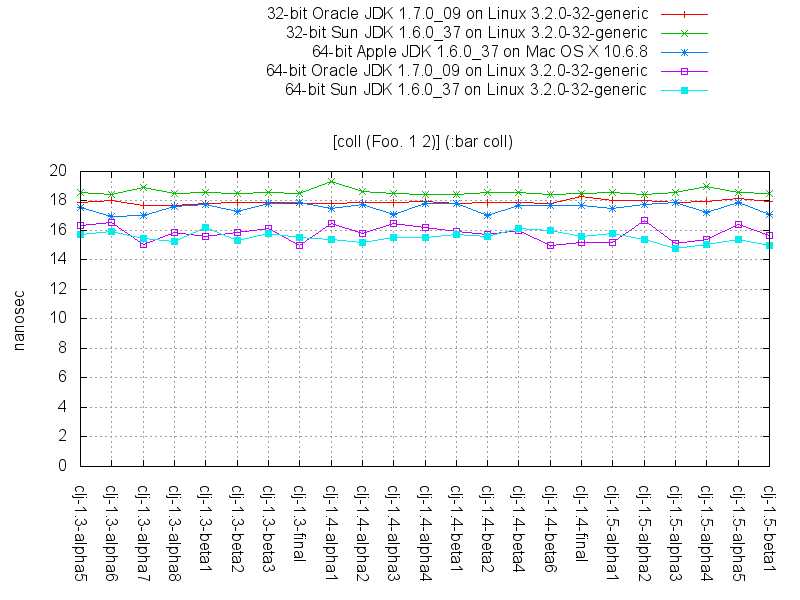 32-bit Oracle JDK 1.7.0_09 on Linux 3.2.0-32-generic
32-bit Sun JDK 1.6.0_37 on Linux 3.2.0-32-generic
64-bit Apple JDK 1.6.0_37 on Mac OS X 10.6.8
64-bit Oracle JDK 1.7.0_09 on Linux 3.2.0-32-generic
64-bit Sun JDK 1.6.0_37 on Linux 3.2.0-32-generic
[coll (Foo. 1 2)] (:bar coll)
20
18
16
14
12
10
8
6
4
2
0
nanosec
clj-1.3-alpha5
clj-1.3-alpha6
clj-1.3-alpha7
clj-1.3-alpha8
clj-1.3-beta1
clj-1.3-beta2
clj-1.3-beta3
clj-1.3-final
clj-1.4-alpha1
clj-1.4-alpha2
clj-1.4-alpha3
clj-1.4-alpha4
clj-1.4-beta1
clj-1.4-beta2
clj-1.4-beta4
clj-1.4-beta6
clj-1.4-final
clj-1.5-alpha1
clj-1.5-alpha2
clj-1.5-alpha3
clj-1.5-alpha4
clj-1.5-alpha5
clj-1.5-beta1